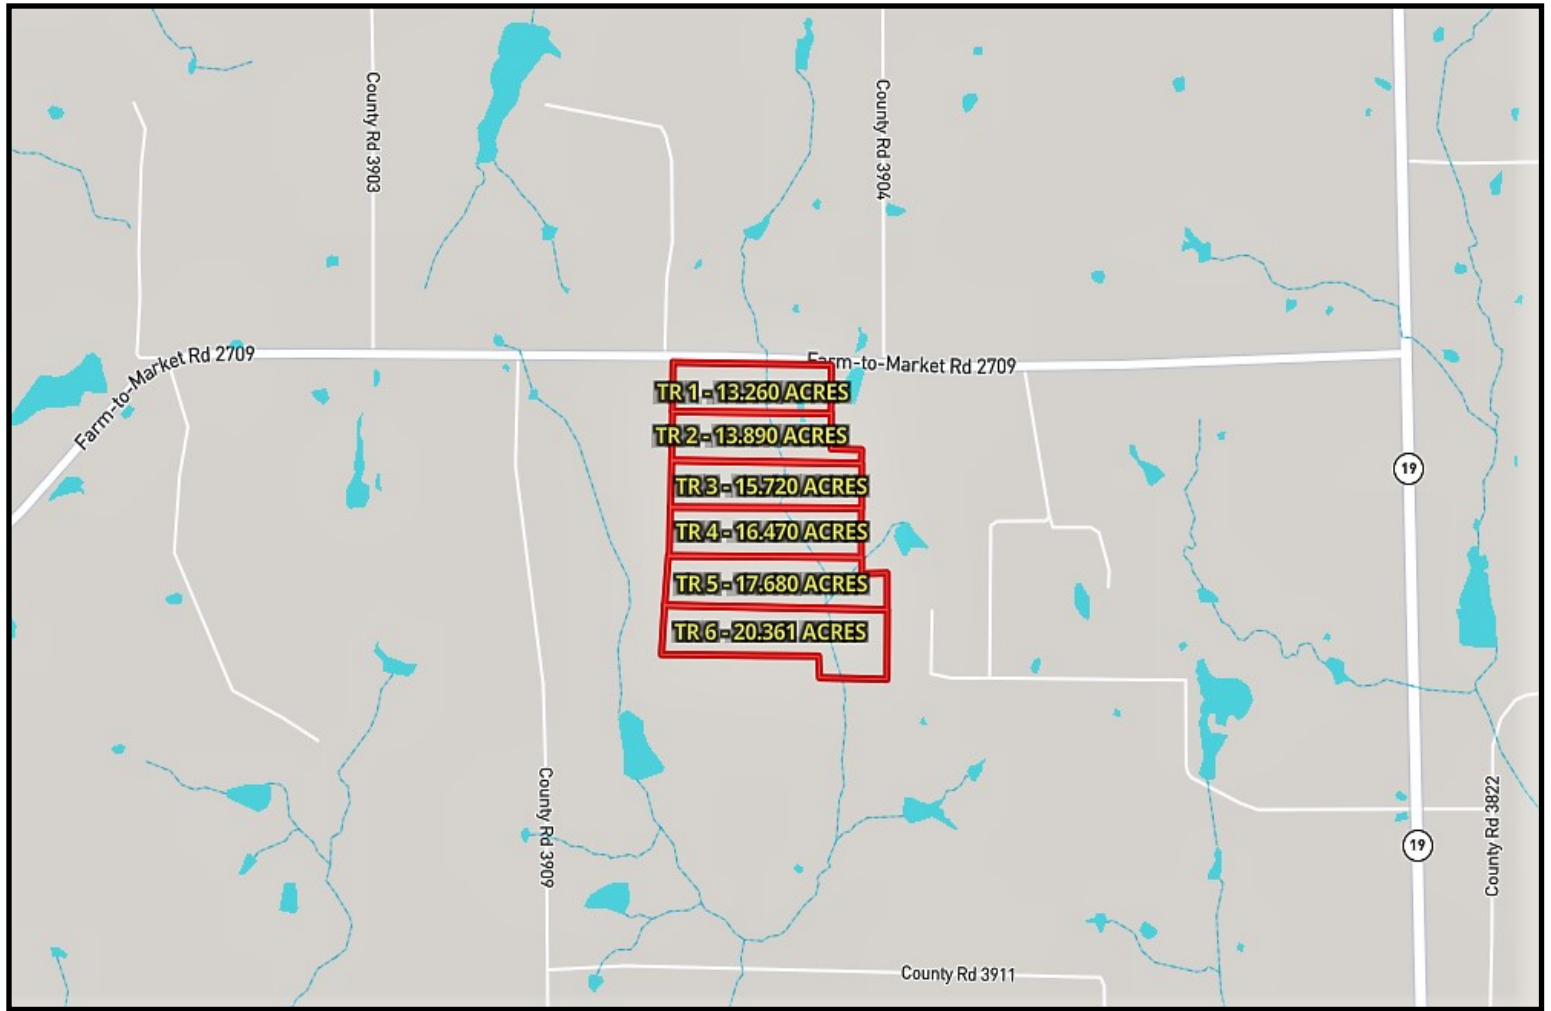 County Rd 3903
County Rd 3904
Farm-to-Market Rd 2709
Farm-to-Market Rd 2709
TR 1 - 13.260 ACRES
TR 2 - 13.890 ACRES
19
TR 3 - 15.720 ACRES
TR 4 - 16.470 ACRES
TR 5 - 17.680 ACRES
TR 6 - 20.361 ACRES
County Rd 3909
County Rd 3822
19
County Rd 3911